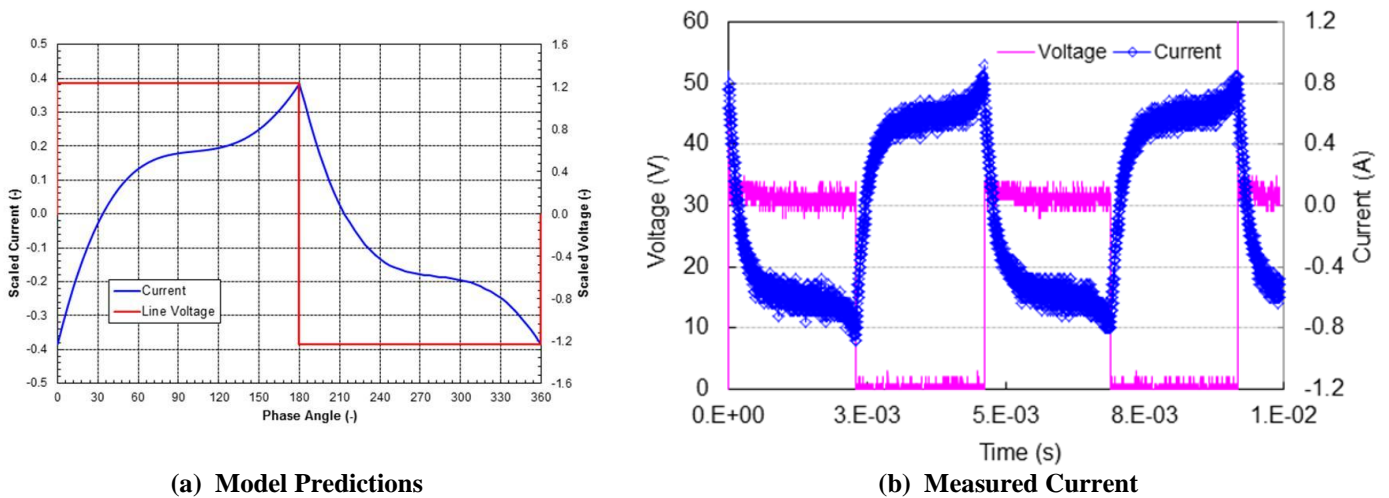 0.5
0.4
0.3
0.2
0.1
0.0
-0.1
-0.2
-0.3
-0.4
-0.5
Scaled Current (-)
1.6
1.2
0.8
0.4
0.0
-0.4
-0.8
-1.2
-1.6
Scaled Voltage (-)
Current
Line Voltage
0 30 60 90 120 150 180 210 240 270 300 330 360
Phase Angle (-)
(a) Model Predictions
60
50
40
30
20
10
0
Voltage (V)
Voltage Current
1.2
0.8
0.4
0.0
-0.4
-0.8
-1.2
Current (A)
0.E+00 3.E-03 5.E-03 8.E-03 1.E-02
Time (s)
(b) Measured Current